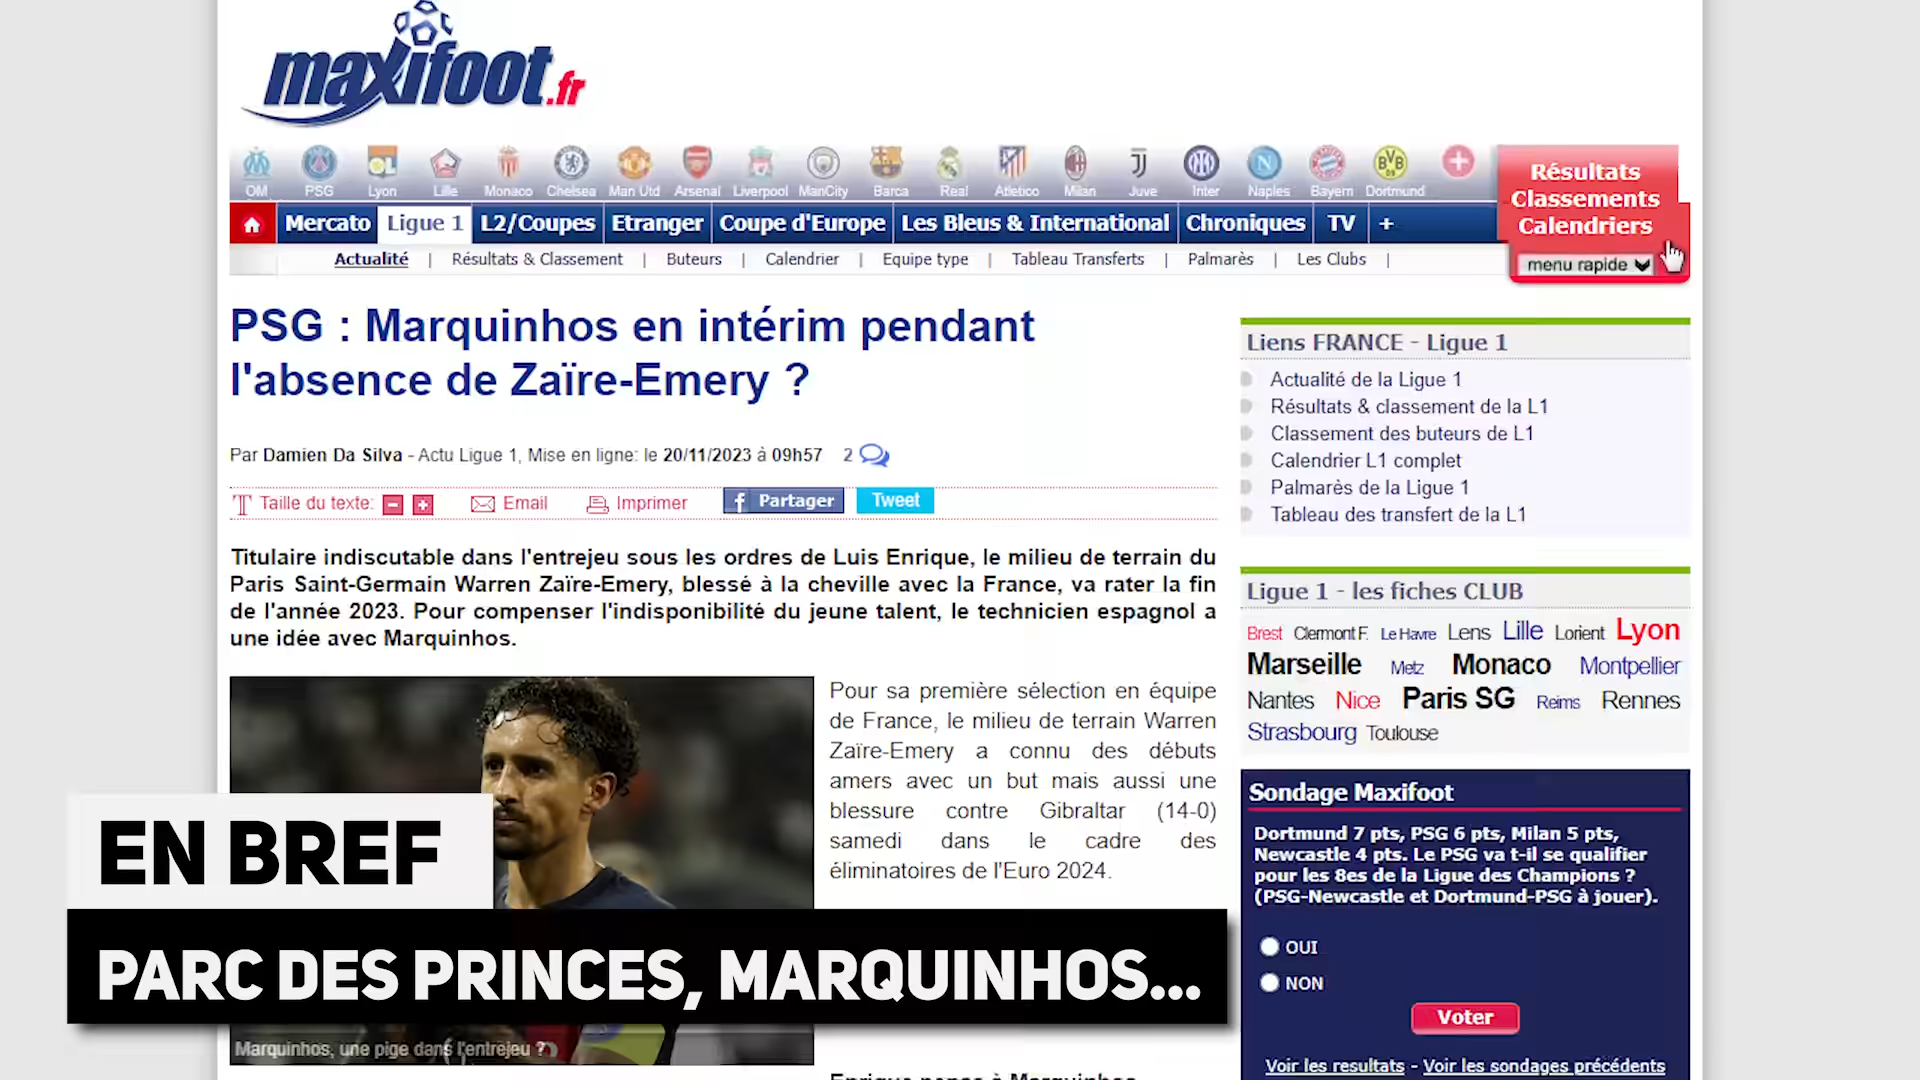 maxifoot.fr
OM PSG Lyon Lille Monaco Chelsea Man Utd Arsenal Liverpool ManCity Barca Real Atletico Milan Juve Inter Naples Bayern Dortmund
Résultats
Classements
Calendriers
menu rapide
Mercato Ligue 1 L2/Coupes Etranger Coupe d'Europe Les Bleus & International Chroniques TV +
Actualité | Résultats & Classement | Buteurs | Calendrier | Equipe type | Tableau Transferts | Palmarès | Les Clubs |
PSG : Marquinhos en intérim pendant
l'absence de Zaïre-Emery ?
Par Damien Da Silva - Actu Ligue 1, Mise en ligne: le 20/11/2023 à 09h57 2
Taille du texte: - + Email Imprimer f Partager Tweet
Titulaire indiscutable dans l'entrejeu sous les ordres de Luis Enrique, le milieu de terrain du
Paris Saint-Germain Warren Zaïre-Emery, blessé à la cheville avec la France, va rater la fin
de l'année 2023. Pour compenser l'indisponibilité du jeune talent, le technicien espagnol a
une idée avec Marquinhos.
Pour sa première sélection en équipe
de France, le milieu de terrain Warren
Zaïre-Emery a connu des débuts
amers avec un but mais aussi une
blessure contre Gibraltar (14-0)
samedi dans le cadre des
éliminatoires de l'Euro 2024.
Enrique pense à Marquinhos
Marquinhos, une pige dans l'entrejeu ?
EN BREF
PARC DES PRINCES, MARQUINHOS...
Liens FRANCE - Ligue 1
Actualité de la Ligue 1
Résultats & classement de la L1
Classement des buteurs de L1
Calendrier L1 complet
Palmarès de la Ligue 1
Tableau des transfert de la L1
Ligue 1 - les fiches CLUB
Brest Clermont F. Le Havre Lens Lille Lorient Lyon
Marseille Metz Monaco Montpellier
Nantes Nice Paris SG Reims Rennes
Strasbourg Toulouse
Sondage Maxifoot
Dortmund 7 pts, PSG 6 pts, Milan 5 pts,
Newcastle 4 pts. Le PSG va t-il se qualifier
pour les 8es de la Ligue des Champions ?
(PSG-Newcastle et Dortmund-PSG à jouer).
OUI
NON
Voter
Voir les resultats - Voir les sondages précédents